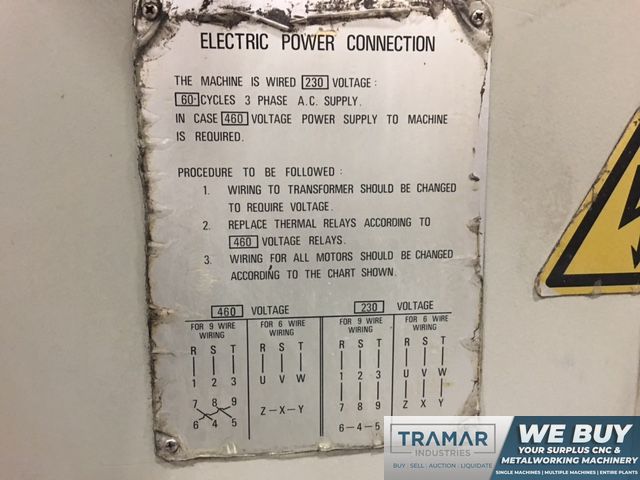 ELECTRIC POWER CONNECTION
THE MACHINE IS WIRED 230 VOLTAGE:
60 CYCLES 3 PHASE A.C. SUPPLY.
IN CASE 460 VOLTAGE POWER SUPPLY TO MACHINE
IS REQUIRED.
PROCEDURE TO BE FOLLOWED:
1. WIRING TO TRANSFORMER SHOULD BE CHANGED
TO REQUIRE VOLTAGE.
2. REPLACE THERMAL RELAYS ACCORDING TO
460 VOLTAGE RELAYS.
3. WIRING FOR ALL MOTORS SHOULD BE CHANGED
ACCORDING TO THE CHART SHOWN.
460 VOLTAGE 230 VOLTAGE
FOR 9 WIRE FOR 6 WIRE FOR 9 WIRE FOR 6 WIRE
WIRING WIRING WIRING WIRING
R S T R S T R S T R S T
1 2 3 U V W 1 2 3 U V W
7 8 9 Z-X-Y 7 8 9 Z X Y
6 4 5 6-4-5
TRAMAR
INDUSTRIES
BUY | SELL | AUCTION | LIQUIDATE
WE BUY
YOUR SURPLUS CNC &
METALWORKING MACHINERY
SINGLE MACHINES | MULTIPLE MACHINES | ENTIRE PLANTS